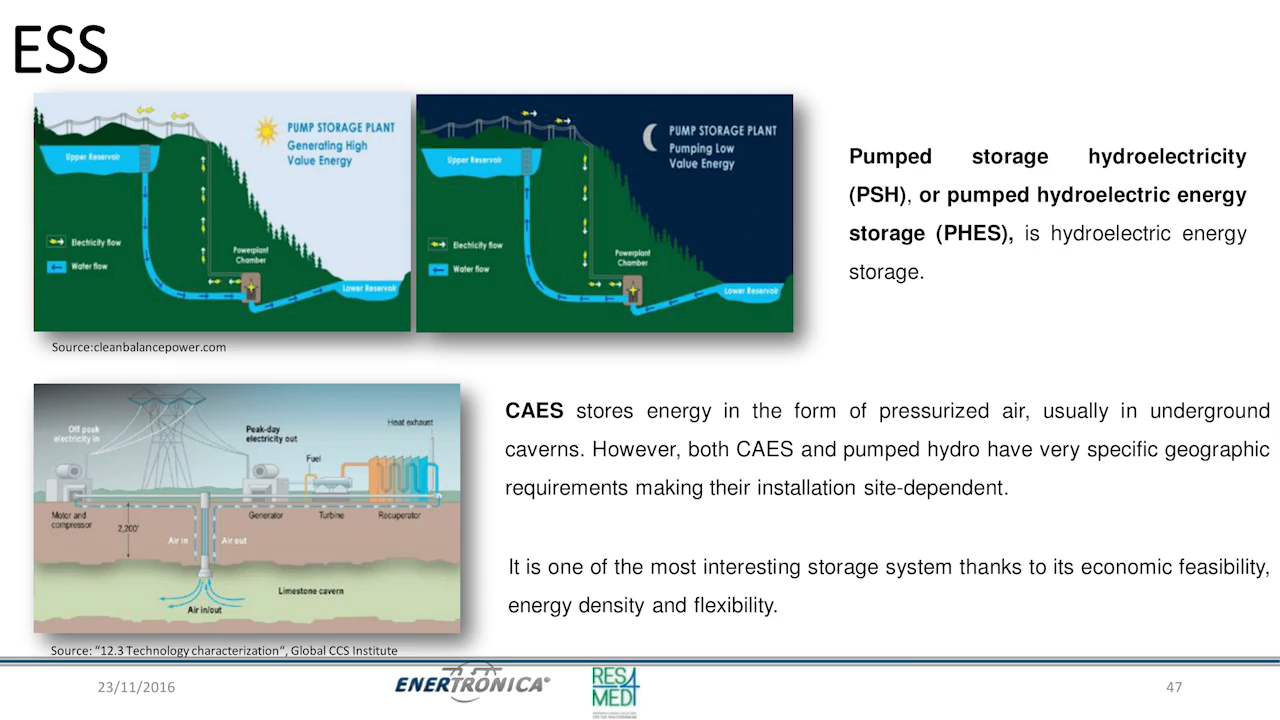 ESS
PUMP STORAGE PLANT
Generating High
Value Energy
Upper Reservoir
Electricity flow
Water flow
Powerplant
Chamber
Lower Reservoir
PUMP STORAGE PLANT
Pumping Low
Value Energy
Upper Reservoir
Electricity flow
Water flow
Powerplant
Chamber
Lower Reservoir
Source:cleanbalancepower.com
Pumped storage hydroelectricity
(PSH), or pumped hydroelectric energy
storage (PHES), is hydroelectric energy
storage.
Off peak
electricity in
Peak-day
electricity out
Heat exhaust
Fuel
Motor and
compressor
Generator
Turbine
Recuperator
2,200'
Air in
Air out
Limestone cavern
Air in/out
Source: "12.3 Technology characterization", Global CCS Institute
CAES stores energy in the form of pressurized air, usually in underground
caverns. However, both CAES and pumped hydro have very specific geographic
requirements making their installation site-dependent.
It is one of the most interesting storage system thanks to its economic feasibility,
energy density and flexibility.
23/11/2016
ENERTRONICA®
RES4
MED
47